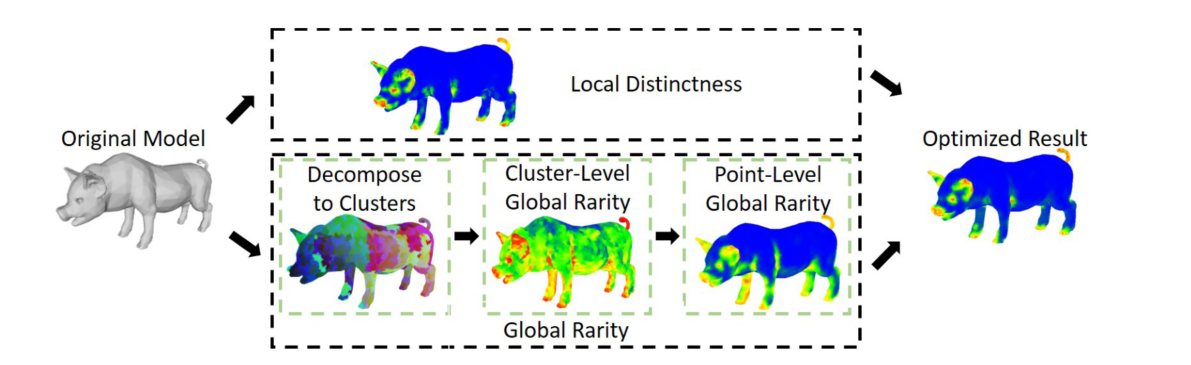 Original Model
Local Distinctness
Decompose
to Clusters
Cluster-Level
Global Rarity
Point-Level
Global Rarity
Global Rarity
Optimized Result